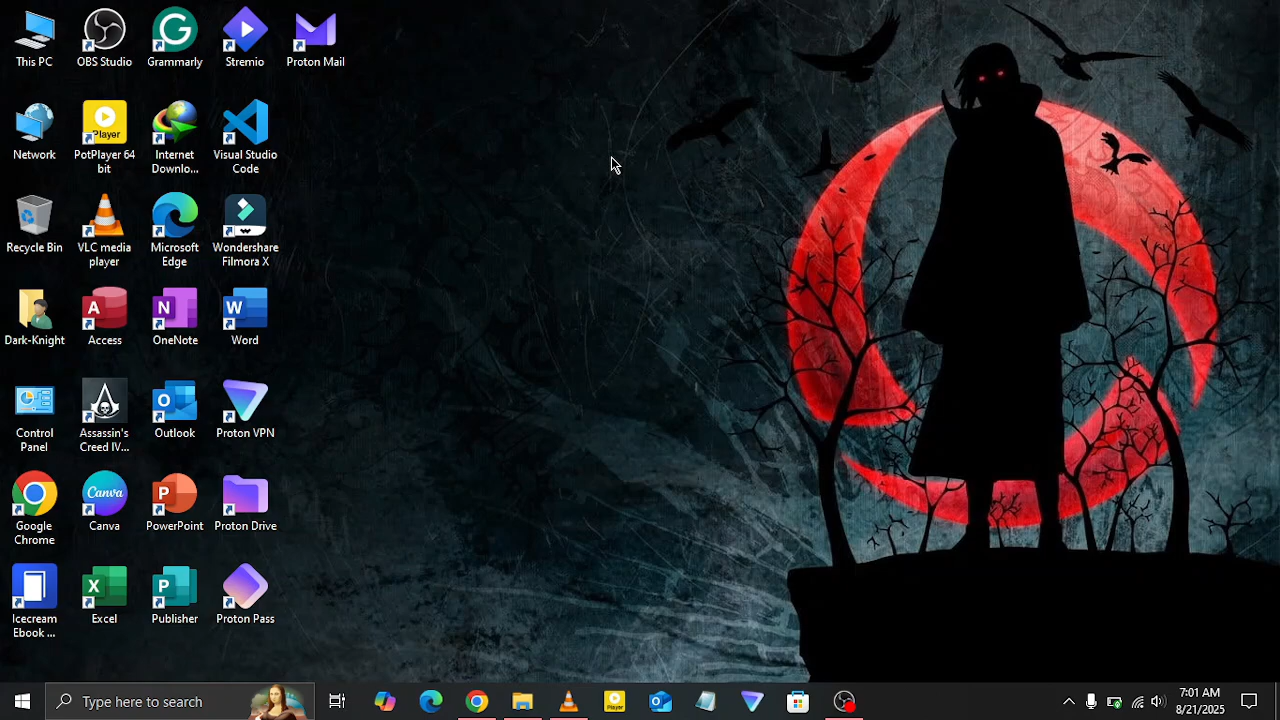 This PC
OBS Studio
Grammarly
Stremio
Proton Mail
Network
Player
PotPlayer 64
bit
Internet
Downlo...
Visual Studio
Code
Recycle Bin
VLC media
player
Microsoft
Edge
Wondershare
Filmora X
Dark-Knight
A
Access
N
OneNote
W
Word
Control
Panel
Assassin's
Creed IV...
O
Outlook
Proton VPN
Google
Chrome
Canva
Canva
P
PowerPoint
Proton Drive
Icecream
Ebook ...
X
Excel
P
Publisher
Proton Pass
Type here to search
Player
7:01 AM
8/21/2025